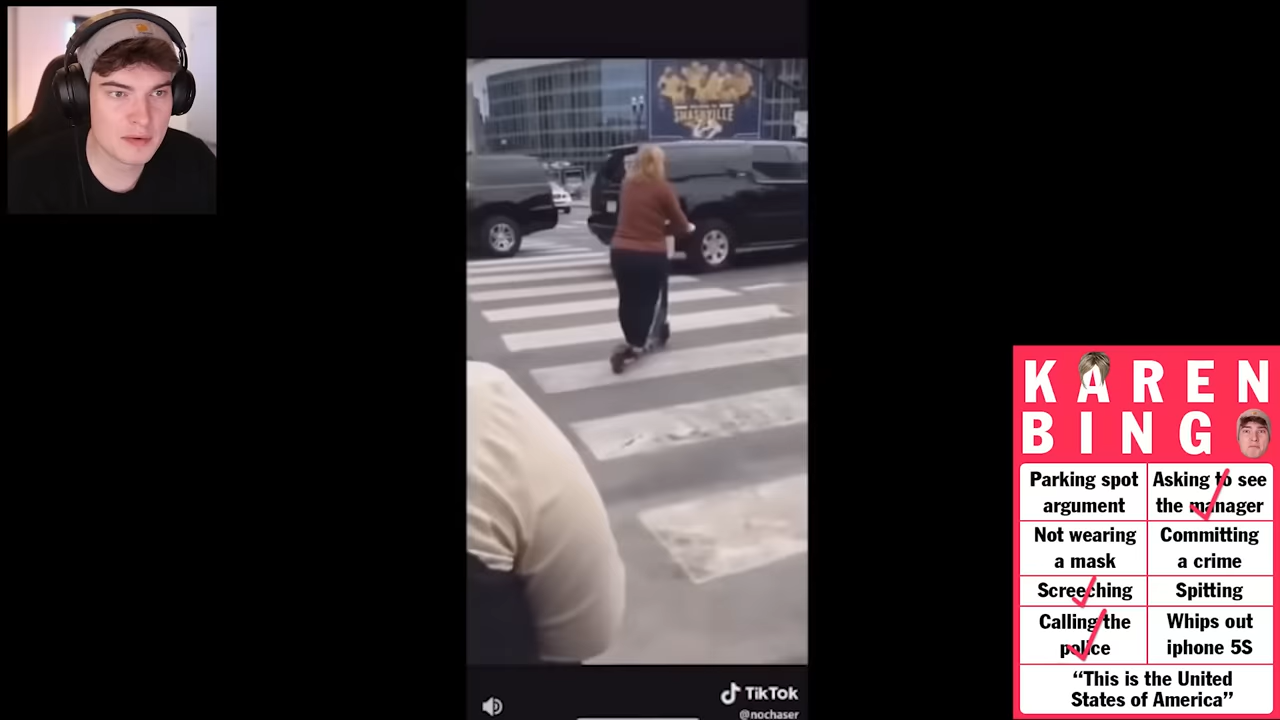 SMASHVILLE
TikTok
@nochaser
KAREN
BINGO
Parking spot
argument
Asking to see
the manager
Not wearing
a mask
Committing
a crime
Screeching
Spitting
Calling the
police
Whips out
iphone 5S
“This is the United
States of America”